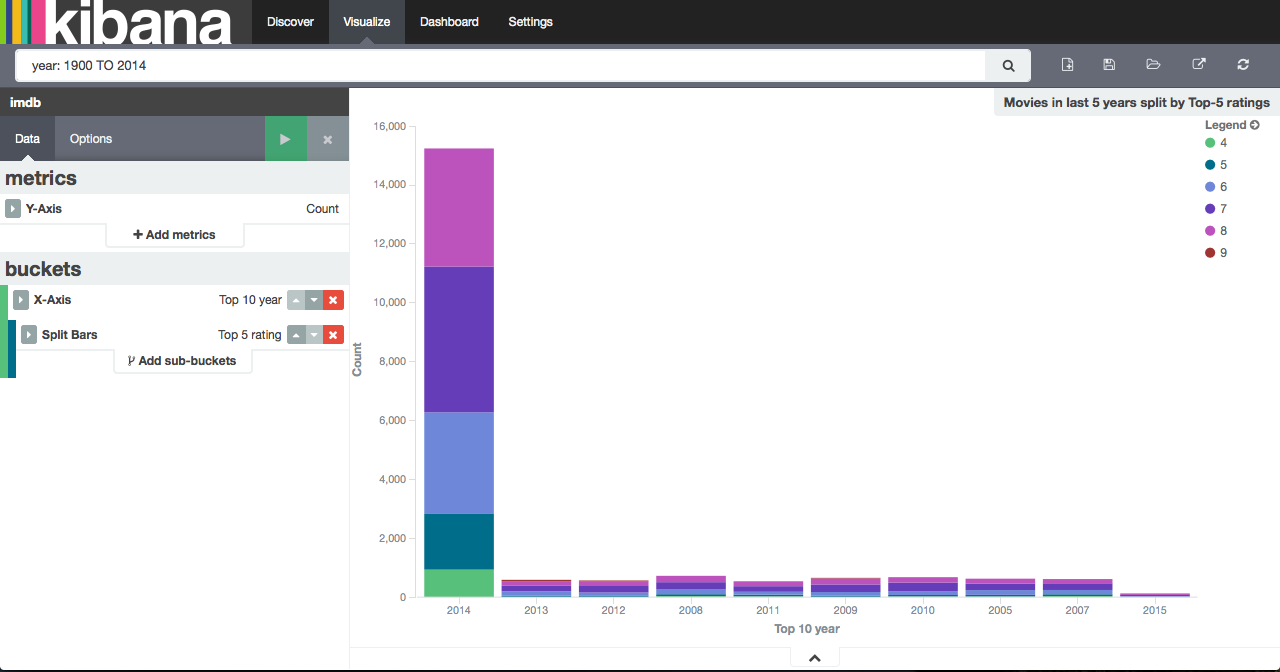 kibana
Discover
Visualize
Dashboard
Settings
year: 1900 TO 2014
imdb
Data
Options
metrics
Y-Axis Count
Add metrics
buckets
X-Axis Top 10 year
Split Bars Top 5 rating
Add sub-buckets
Movies in last 5 years split by Top-5 ratings
Legend
4
5
6
7
8
9
16,000
14,000
12,000
10,000
8,000
6,000
4,000
2,000
0
Count
2014 2013 2012 2008 2011 2009 2010 2005 2007 2015
Top 10 year